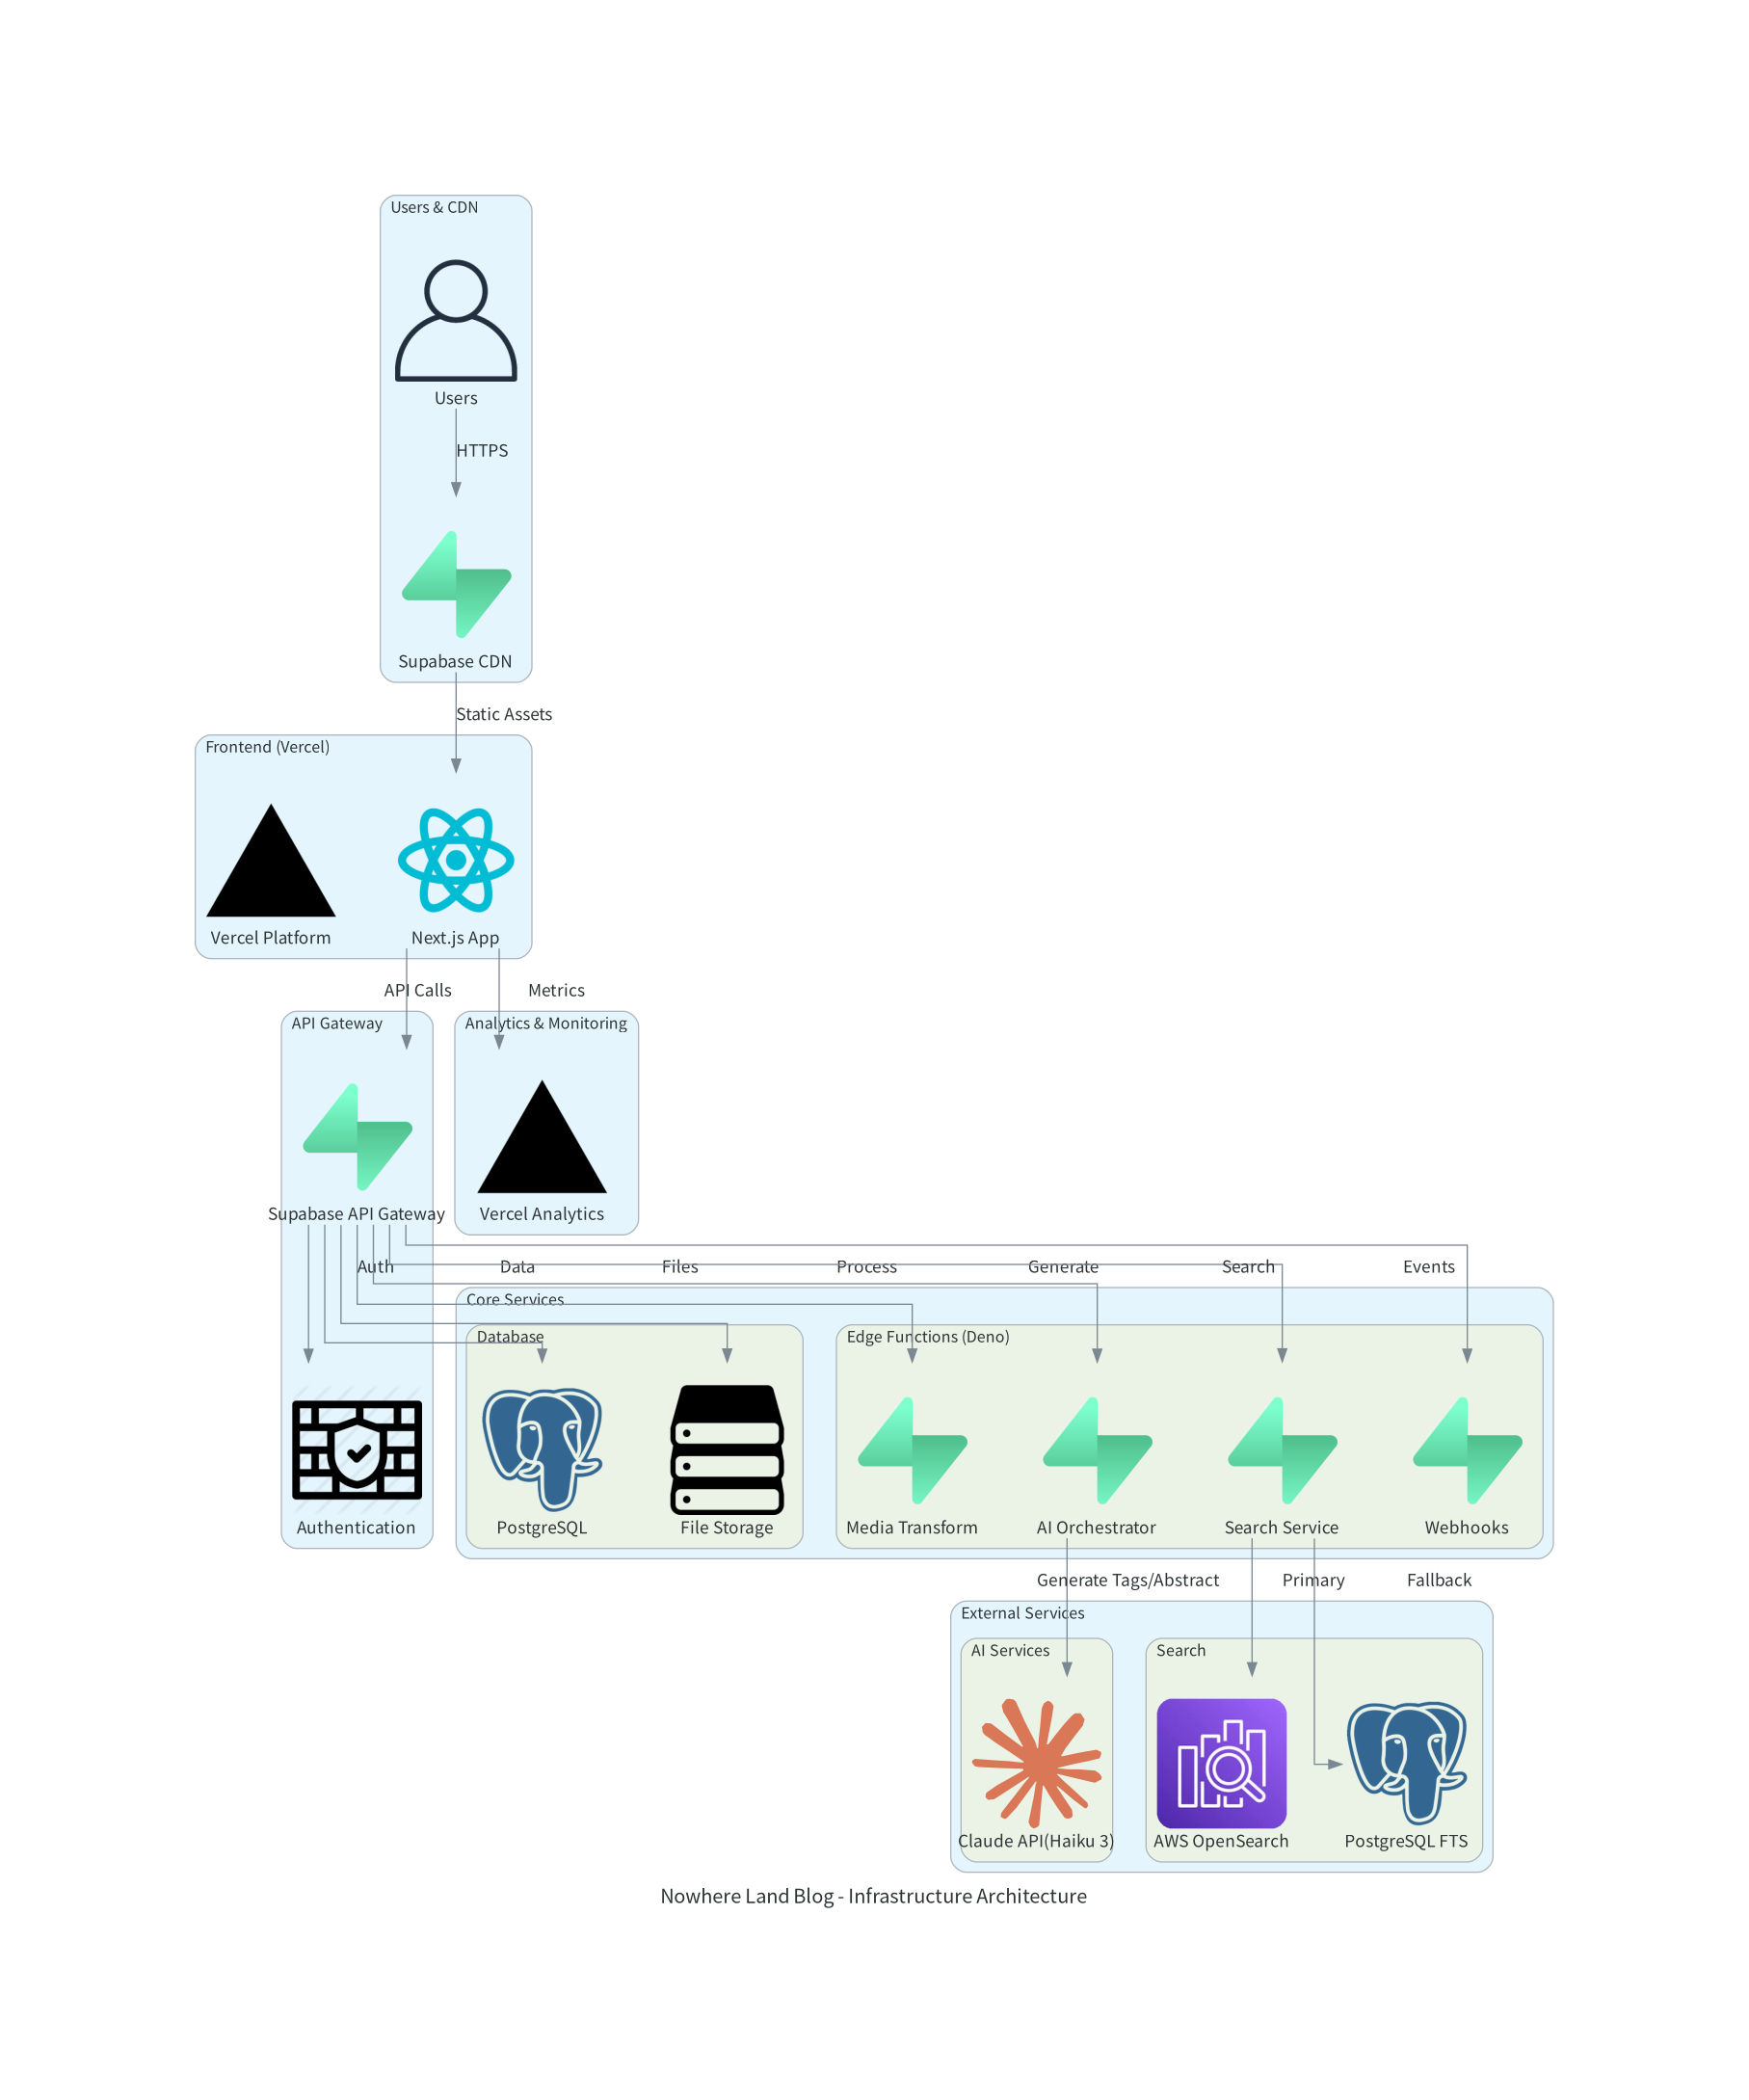 Users & CDN
Users
HTTPS
Supabase CDN
Static Assets
Frontend (Vercel)
Vercel Platform
Next.js App
API Calls
Metrics
API Gateway
Analytics & Monitoring
Supabase API Gateway
Vercel Analytics
Auth
Data
Files
Process
Generate
Search
Events
Core Services
Database
Edge Functions (Deno)
Authentication
PostgreSQL
File Storage
Media Transform
AI Orchestrator
Search Service
Webhooks
Generate Tags/Abstract
Primary
Fallback
External Services
AI Services
Search
Claude API(Haiku 3)
AWS OpenSearch
PostgreSQL FTS
Nowhere Land Blog - Infrastructure Architecture